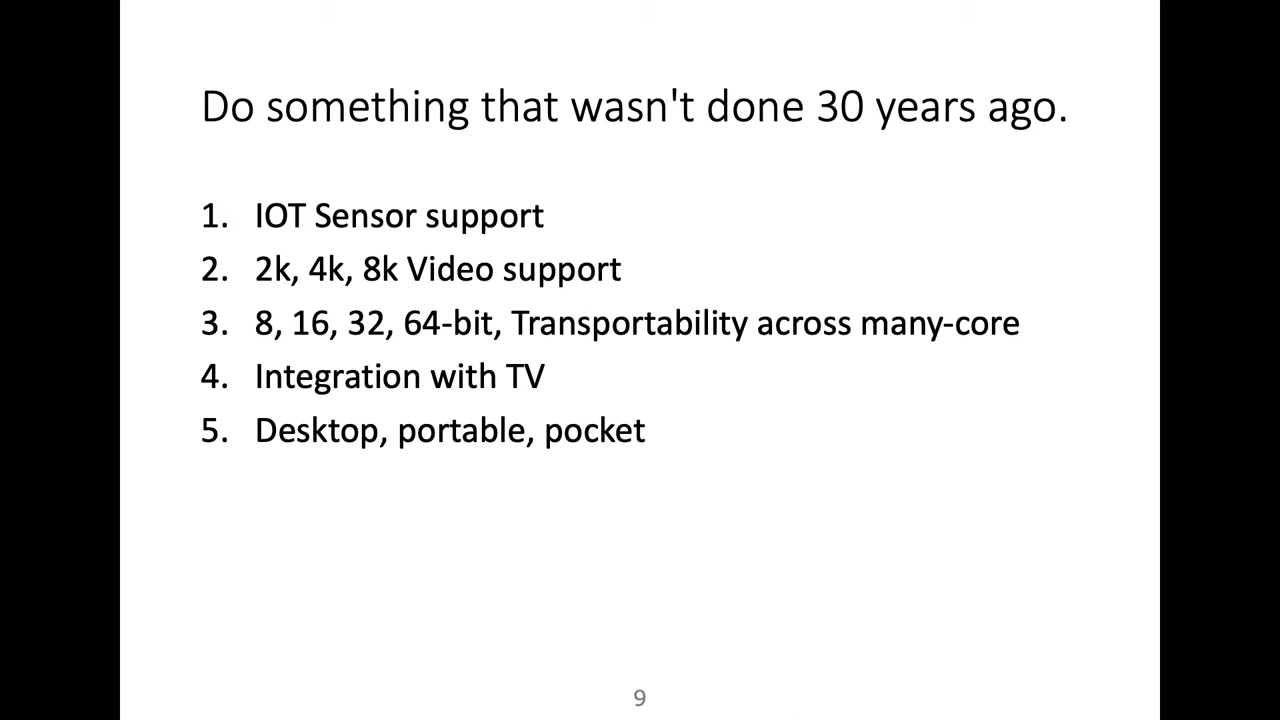 Do something that wasn't done 30 years ago.
1. IOT Sensor support
2. 2k, 4k, 8k Video support
3. 8, 16, 32, 64-bit, Transportability across many-core
4. Integration with TV
5. Desktop, portable, pocket
9